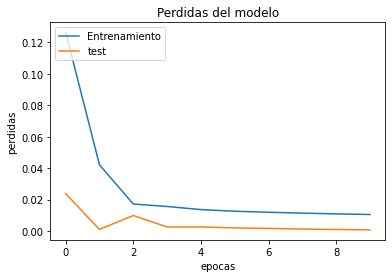 Perdidas del modelo
Entrenamiento
test
0.12
0.10
0.08
0.06
0.04
0.02
0.00
perdidas
0 2 4 6 8
epocas